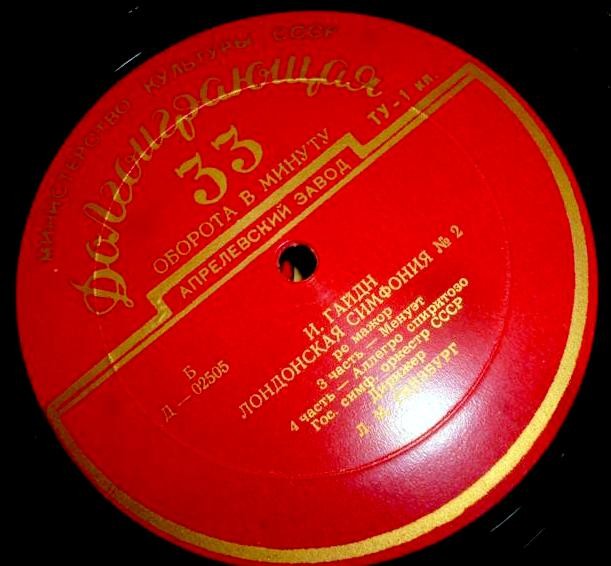 МИНИСТЕРСТВО КУЛЬТУРЫ СССР
Долгоиграющая
33
ОБОРОТА В МИНУТУ
ТУ-1 кл.
АПРЕЛЕВСКИЙ ЗАВОД
Б
Д — 02505
И. ГАЙДН
ЛОНДОНСКАЯ СИМФОНИЯ № 2
ре мажор
3 часть — Менуэт
4 часть — Аллегро спиритозо
Гос. симф. оркестр СССР
Дирижер
Л. М.